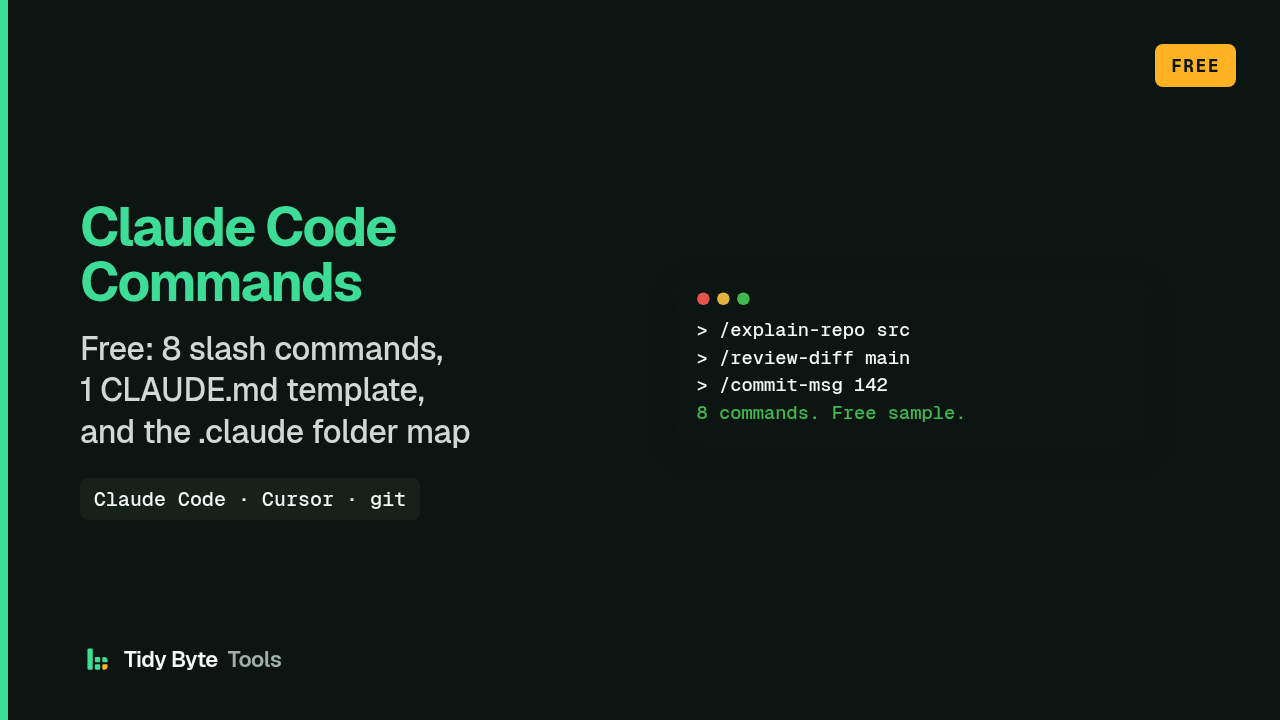 FREE
Claude Code
Commands
Free: 8 slash commands,
1 CLAUDE.md template,
and the .claude folder map
Claude Code · Cursor · git
> /explain-repo src
> /review-diff main
> /commit-msg 142
8 commands. Free sample.
Tidy Byte Tools